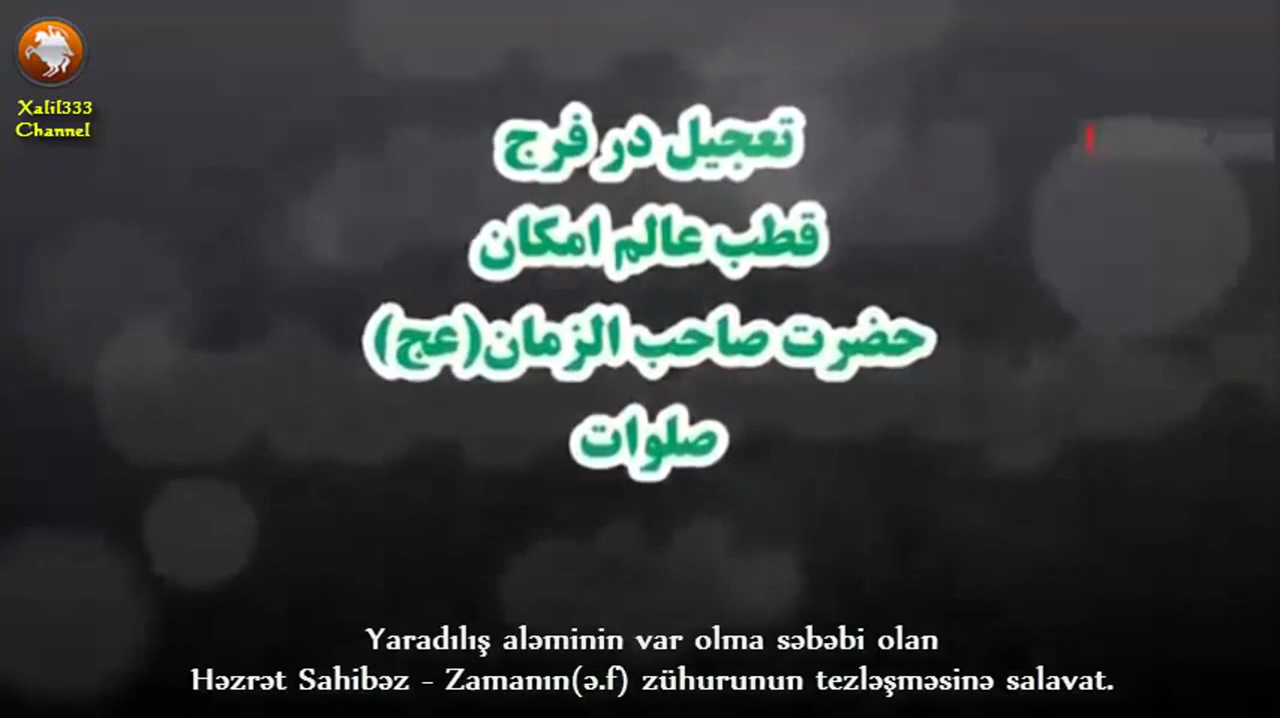 Xalil333
Channel
تعجیل در فرج
قطب عالم امکان
حضرت صاحب الزمان(عج)
صلوات
Yaradılış aləminin var olma səbəbi olan
Həzrət Sahibəz - Zamanın(ə.f) zühurunun tezləşməsinə salavat.